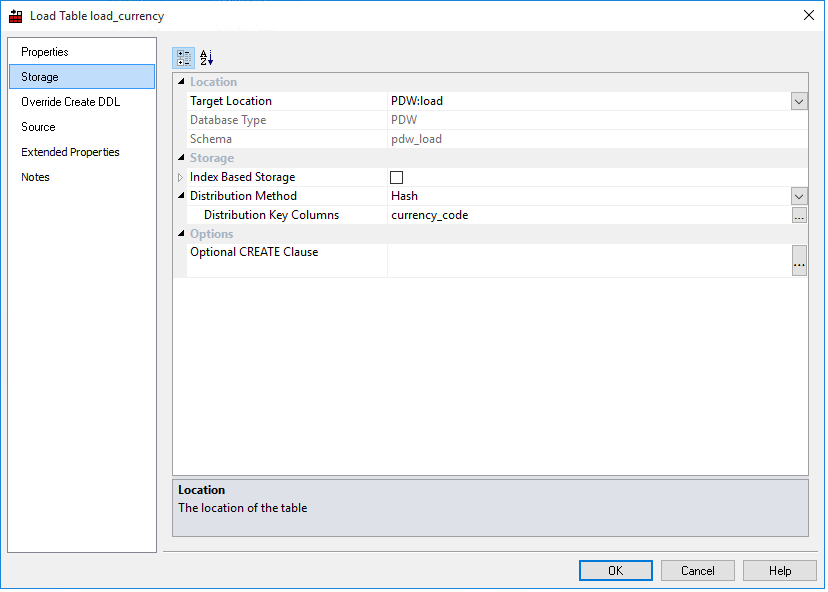 Load Table load_currency
Properties
Storage
Override Create DDL
Source
Extended Properties
Notes
Location
Target Location PDW:load
Database Type PDW
Schema pdw_load
Storage
Index Based Storage
Distribution Method Hash
Distribution Key Columns currency_code
...
Options
Optional CREATE Clause
...
Location
The location of the table
OK Cancel Help